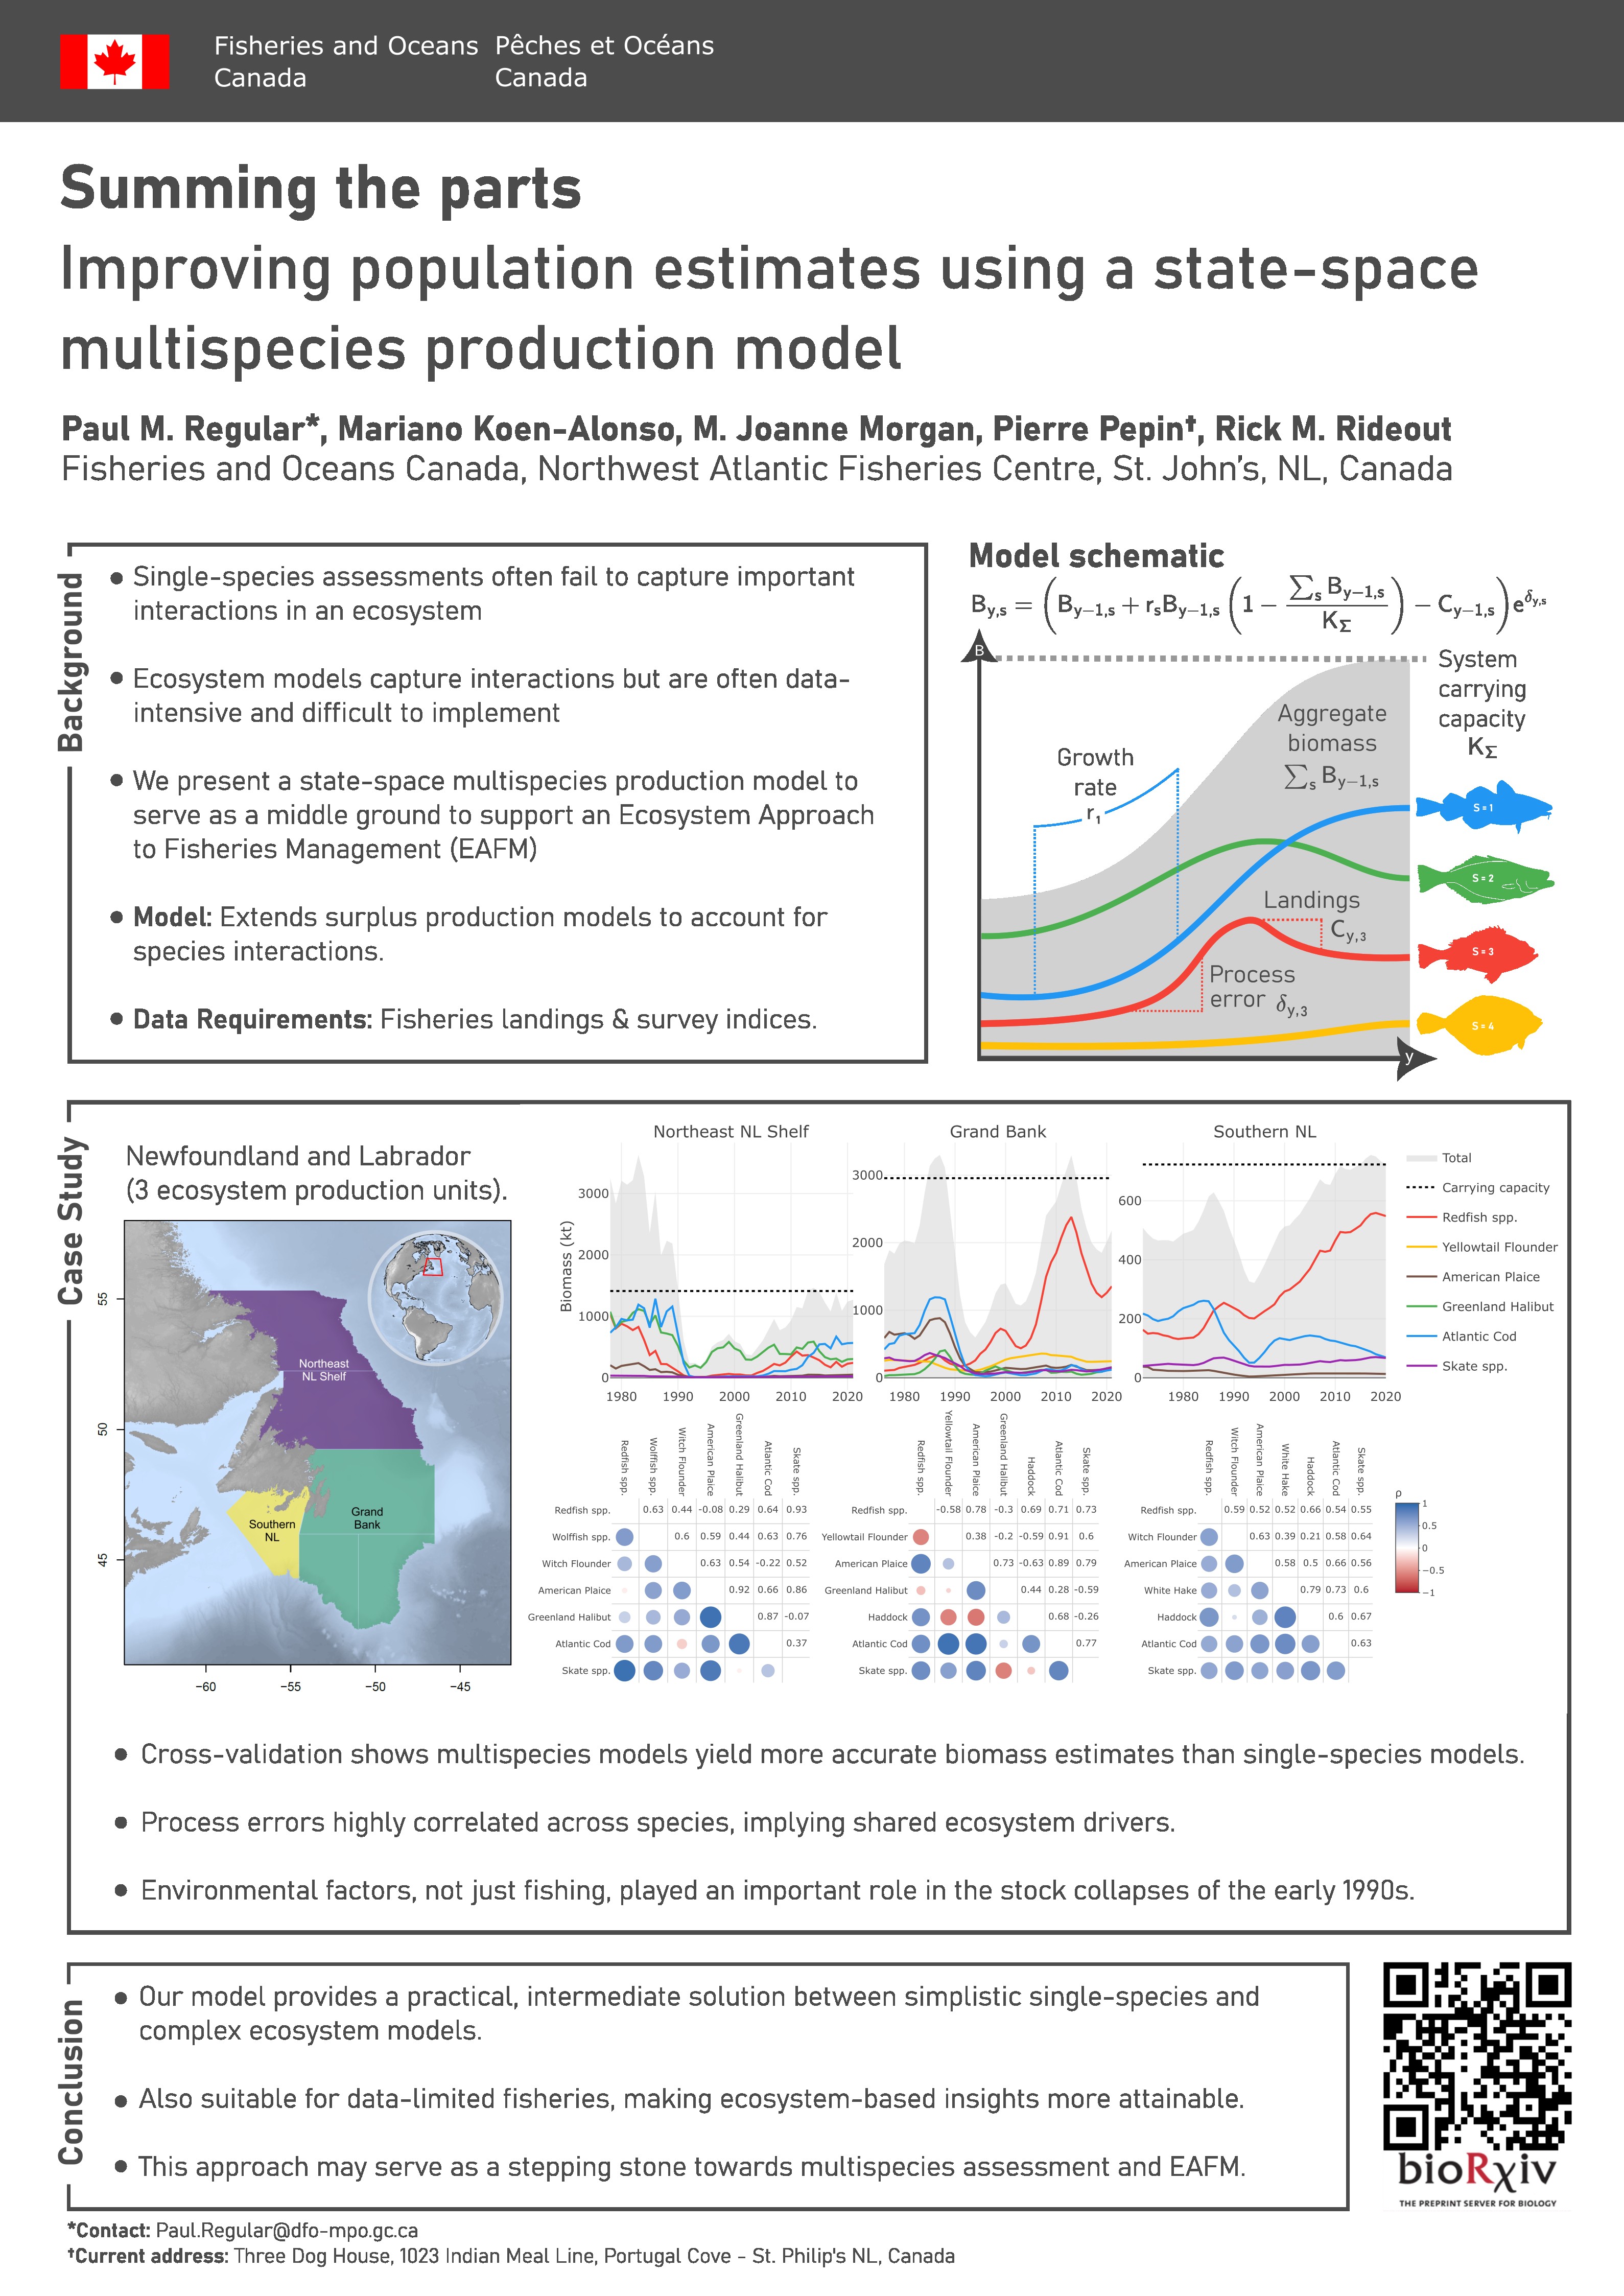 Fisheries and Oceans Canada
Pêches et Océans Canada
Summing the parts
Improving population estimates using a state-space
multispecies production model
Paul M. Regular*, Mariano Koen-Alonso, M. Joanne Morgan, Pierre Pepin†, Rick M. Rideout
Fisheries and Oceans Canada, Northwest Atlantic Fisheries Centre, St. John's, NL, Canada
Background
• Single-species assessments often fail to capture important
interactions in an ecosystem
• Ecosystem models capture interactions but are often data-
intensive and difficult to implement
• We present a state-space multispecies production model to
serve as a middle ground to support an Ecosystem Approach
to Fisheries Management (EAFM)
• Model: Extends surplus production models to account for
species interactions.
• Data Requirements: Fisheries landings & survey indices.
Model schematic
B_{y,s} = ( B_{y−1,s} + r_s B_{y−1,s} ( 1 − ∑_s B_{y−1,s} / K_Σ ) − C_{y−1,s} ) e^{δ_{y,s}}
B
System
carrying
capacity
K_Σ
Aggregate
biomass
∑_s B_{y−1,s}
Growth
rate
r_1
Landings
C_{y,3}
Process
error δ_{y,3}
S = 1
S = 2
S = 3
S = 4
y
Case Study
Newfoundland and Labrador
(3 ecosystem production units).
Northeast
NL Shelf
Grand
Bank
Southern
NL
55
50
45
−60 −55 −50 −45
Northeast NL Shelf
Grand Bank
Southern NL
Biomass (kt)
3000
2000
1000
0
1980 1990 2000 2010 2020
3000
2000
1000
0
1980 1990 2000 2010 2020
600
400
200
0
1980 1990 2000 2010 2020
Total
Carrying capacity
Redfish spp.
Yellowtail Flounder
American Plaice
Greenland Halibut
Atlantic Cod
Skate spp.
Redfish spp. Wolffish spp. Witch Flounder American Plaice Greenland Halibut Atlantic Cod Skate spp.
Redfish spp. 0.63 0.44 -0.08 0.29 0.64 0.93
Wolffish spp. 0.6 0.59 0.44 0.63 0.76
Witch Flounder 0.63 0.54 -0.22 0.52
American Plaice 0.92 0.66 0.86
Greenland Halibut 0.87 -0.07
Atlantic Cod 0.37
Skate spp.
Redfish spp. Yellowtail Flounder American Plaice Greenland Halibut Haddock Atlantic Cod Skate spp.
Redfish spp. -0.58 0.78 -0.3 0.69 0.71 0.73
Yellowtail Flounder 0.38 -0.2 -0.59 0.91 0.6
American Plaice 0.73 -0.63 0.89 0.79
Greenland Halibut 0.44 0.28 -0.59
Haddock 0.68 -0.26
Atlantic Cod 0.77
Skate spp.
Redfish spp. Witch Flounder American Plaice White Hake Haddock Atlantic Cod Skate spp.
Redfish spp. 0.59 0.52 0.52 0.66 0.54 0.55
Witch Flounder 0.63 0.39 0.21 0.58 0.64
American Plaice 0.58 0.5 0.66 0.56
White Hake 0.79 0.73 0.6
Haddock 0.6 0.67
Atlantic Cod 0.63
Skate spp.
ρ
1
0.5
0
−0.5
−1
• Cross-validation shows multispecies models yield more accurate biomass estimates than single-species models.
• Process errors highly correlated across species, implying shared ecosystem drivers.
• Environmental factors, not just fishing, played an important role in the stock collapses of the early 1990s.
Conclusion
• Our model provides a practical, intermediate solution between simplistic single-species and
complex ecosystem models.
• Also suitable for data-limited fisheries, making ecosystem-based insights more attainable.
• This approach may serve as a stepping stone towards multispecies assessment and EAFM.
bioRχiv
THE PREPRINT SERVER FOR BIOLOGY
*Contact: Paul.Regular@dfo-mpo.gc.ca
†Current address: Three Dog House, 1023 Indian Meal Line, Portugal Cove - St. Philip's NL, Canada